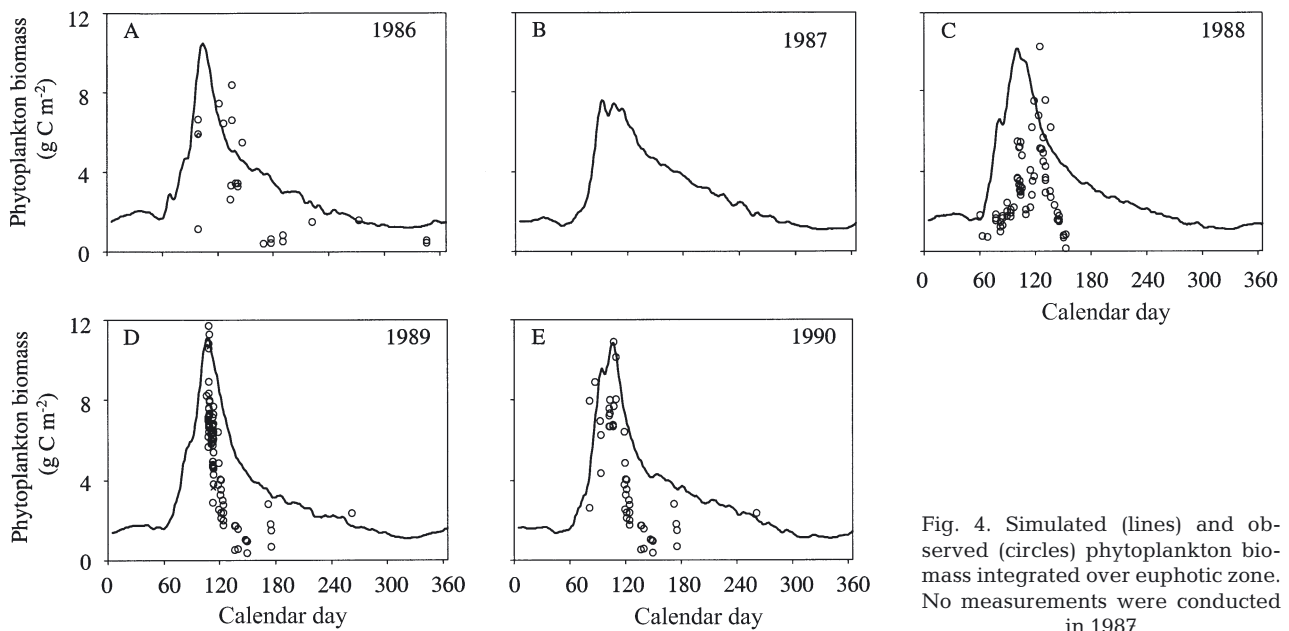 12
8
4
0
Phytoplankton biomass
(g C m-2)
A
1986
B
1987
C
1988
0 60 120 180 240 300 360
Calendar day
12
8
4
0
Phytoplankton biomass
(g C m-2)
D
1989
0 60 120 180 240 300 360
Calendar day
E
1990
0 60 120 180 240 300 360
Calendar day
Fig. 4. Simulated (lines) and ob-
served (circles) phytoplankton bio-
mass integrated over euphotic zone.
No measurements were conducted
in 1987